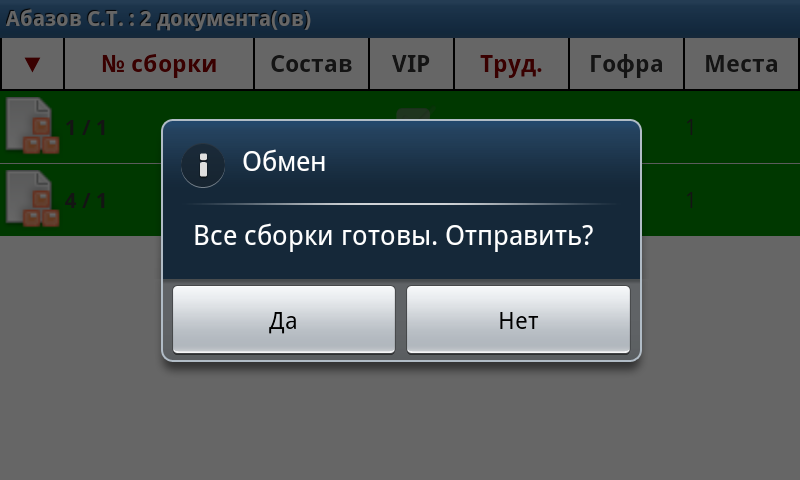 Абазов С.Т. : 2 документа(ов)
▼ № сборки Состав VIP Труд. Гофра Места
1 / 1 1
4 / 1 1
Обмен
Все сборки готовы. Отправить?
Да Нет